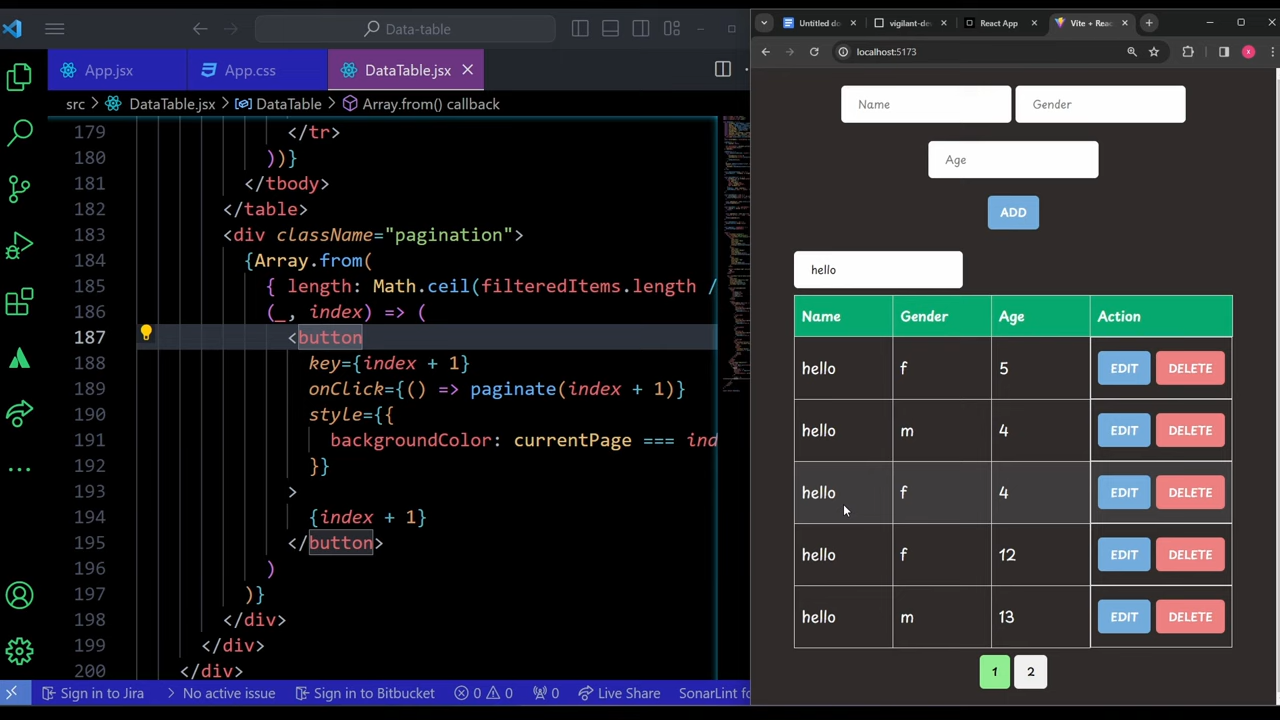 Data-table
App.jsx
App.css
DataTable.jsx
src > DataTable.jsx > DataTable > Array.from() callback
179 </tr>
180 ))}
181 </tbody>
182 </table>
183 <div className="pagination">
184 {Array.from(
185 { length: Math.ceil(filteredItems.length /
186 (_, index) => (
187 <button
188 key={index + 1}
189 onClick={() => paginate(index + 1)}
190 style={{
191 backgroundColor: currentPage === ind
192 }}
193 >
194 {index + 1}
195 </button>
196 )
197 )}
198 </div>
199 </div>
200 </div>
Sign in to Jira
No active issue
Sign in to Bitbucket
0 0
0
Live Share
SonarLint fo
Untitled do
vigilant-de
React App
Vite + Rea
localhost:5173
x
Name Gender
Age
ADD
hello
Name Gender Age Action
hello f 5 EDIT DELETE
hello m 4 EDIT DELETE
hello f 4 EDIT DELETE
hello f 12 EDIT DELETE
hello m 13 EDIT DELETE
1 2